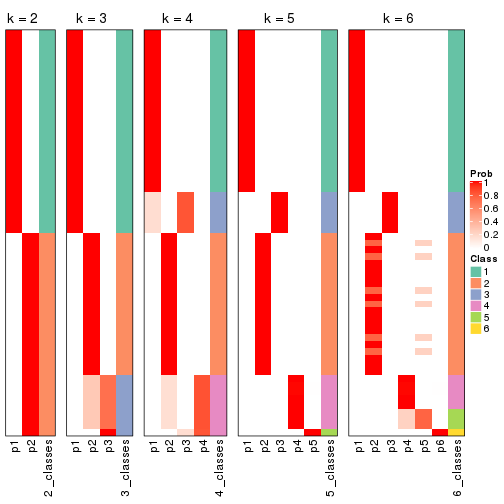 k = 2
k = 3
k = 4
k = 5
k = 6
Prob
1
0.8
0.6
0.4
0.2
0
Class
1
2
3
4
5
6
p1
p2
2_classes
p1
p2
p3
3_classes
p1
p2
p3
p4
4_classes
p1
p2
p3
p4
p5
5_classes
p1
p2
p3
p4
p5
p6
6_classes